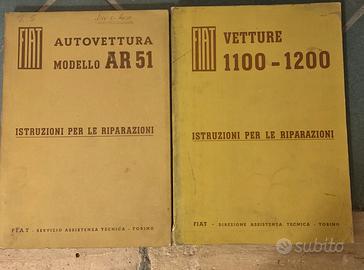 FIAT
AUTOVETTURA
MODELLO AR 51
ISTRUZIONI PER LE RIPARAZIONI
FIAT - SERVIZIO ASSISTENZA TECNICA - TORINO
FIAT
VETTURE
1100 - 1200
ISTRUZIONI PER LE RIPARAZIONI
FIAT - DIREZIONE ASSISTENZA TECNICA - TORINO
subito